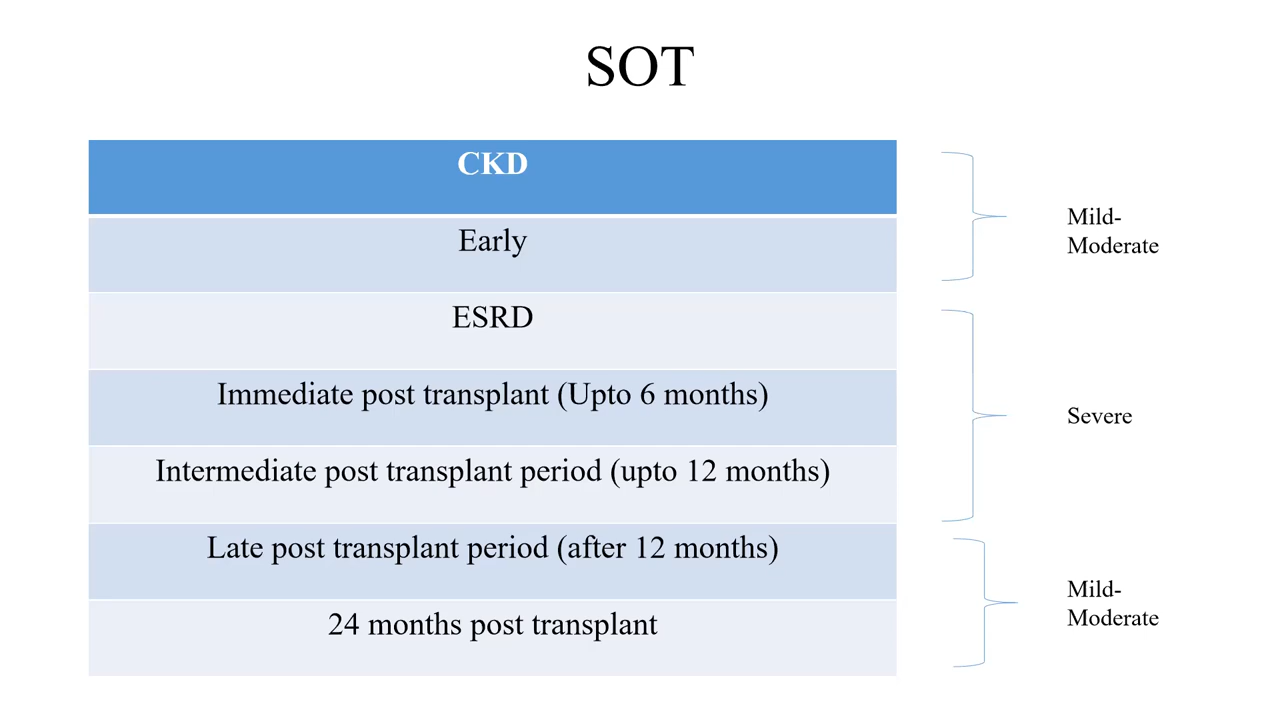 SOT
CKD
Early
ESRD
Immediate post transplant (Upto 6 months)
Intermediate post transplant period (upto 12 months)
Late post transplant period (after 12 months)
24 months post transplant
Mild-
Moderate
Severe
Mild-
Moderate